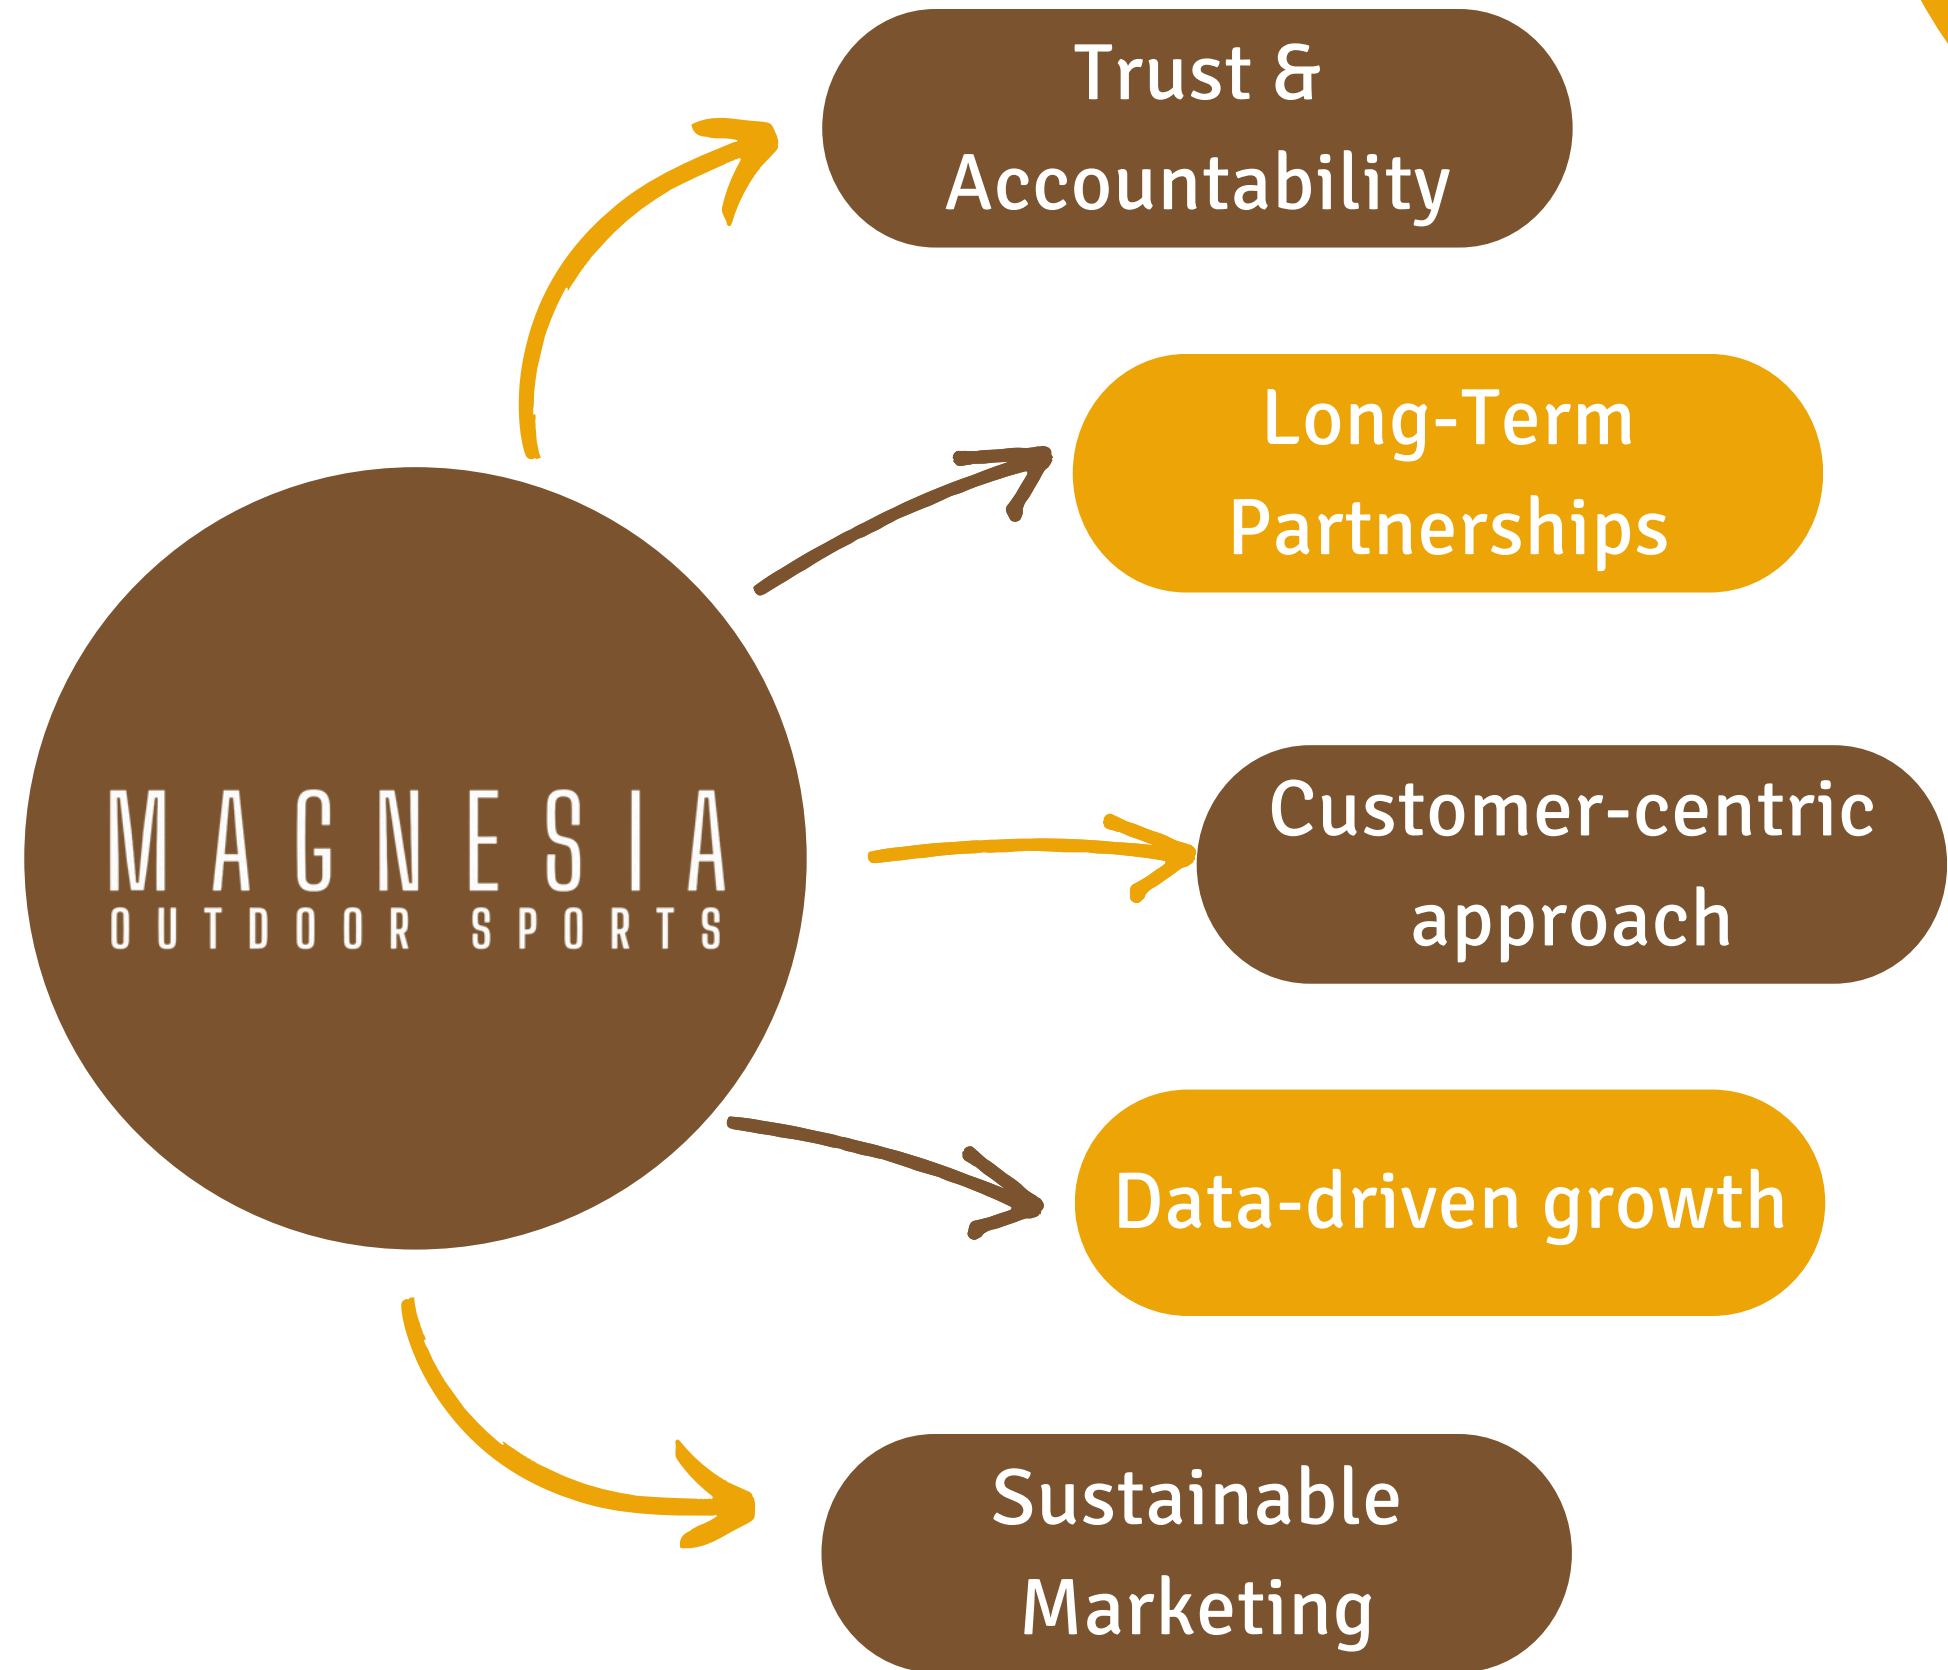 Trust &
Accountability
Long-Term
Partnerships
MAGNESIA
OUTDOOR SPORTS
Customer-centric
approach
Data-driven growth
Sustainable
Marketing